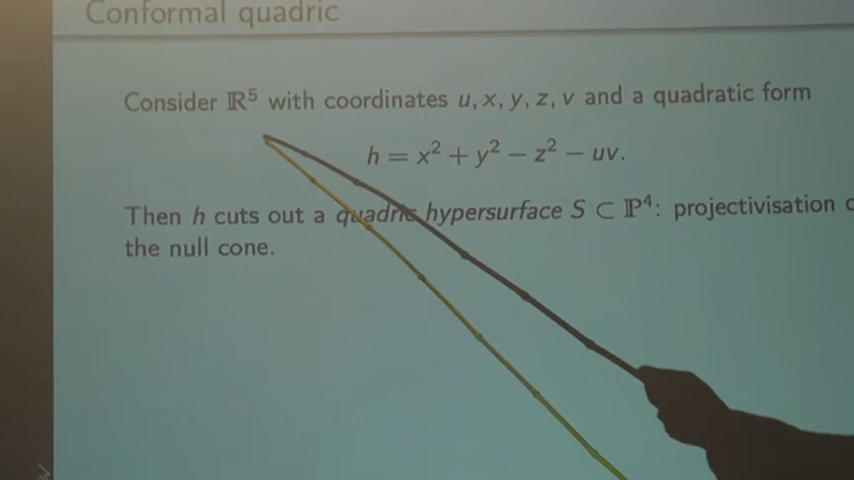 Conformal quadric
Consider ℝ⁵ with coordinates u, x, y, z, v and a quadratic form
h = x² + y² − z² − uv.
Then h cuts out a quadric hypersurface S ⊂ ℙ⁴: projectivisation
the null cone.